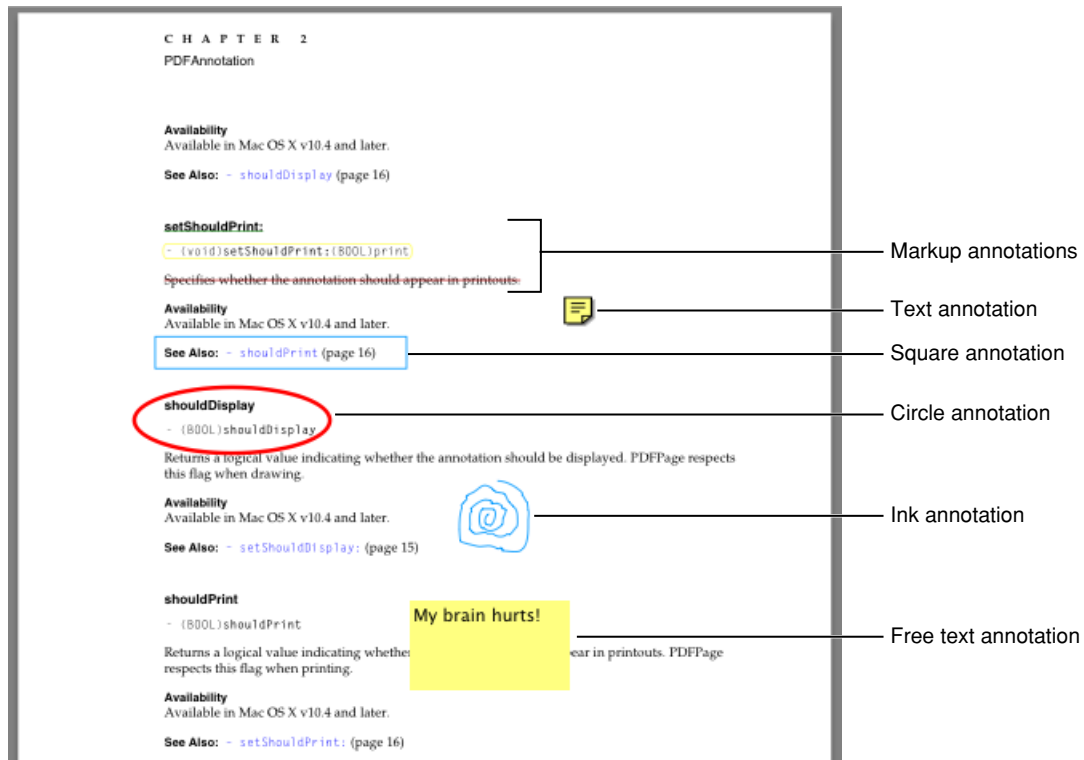 C H A P T E R 2
PDFAnnotation
Availability
Available in Mac OS X v10.4 and later.
See Also: - shouldDisplay (page 16)
setShouldPrint:
- (void)setShouldPrint:(BOOL)print
Specifies whether the annotation should appear in printouts.
Markup annotations
Availability
Available in Mac OS X v10.4 and later.
Text annotation
See Also: - shouldPrint (page 16)
Square annotation
shouldDisplay
- (BOOL)shouldDisplay
Circle annotation
Returns a logical value indicating whether the annotation should be displayed. PDFPage respects
this flag when drawing.
Availability
Available in Mac OS X v10.4 and later.
Ink annotation
See Also: - setShouldDisplay: (page 15)
shouldPrint
- (BOOL)shouldPrint
My brain hurts!
Free text annotation
Returns a logical value indicating whether ear in printouts. PDFPage
respects this flag when printing.
Availability
Available in Mac OS X v10.4 and later.
See Also: - setShouldPrint: (page 16)